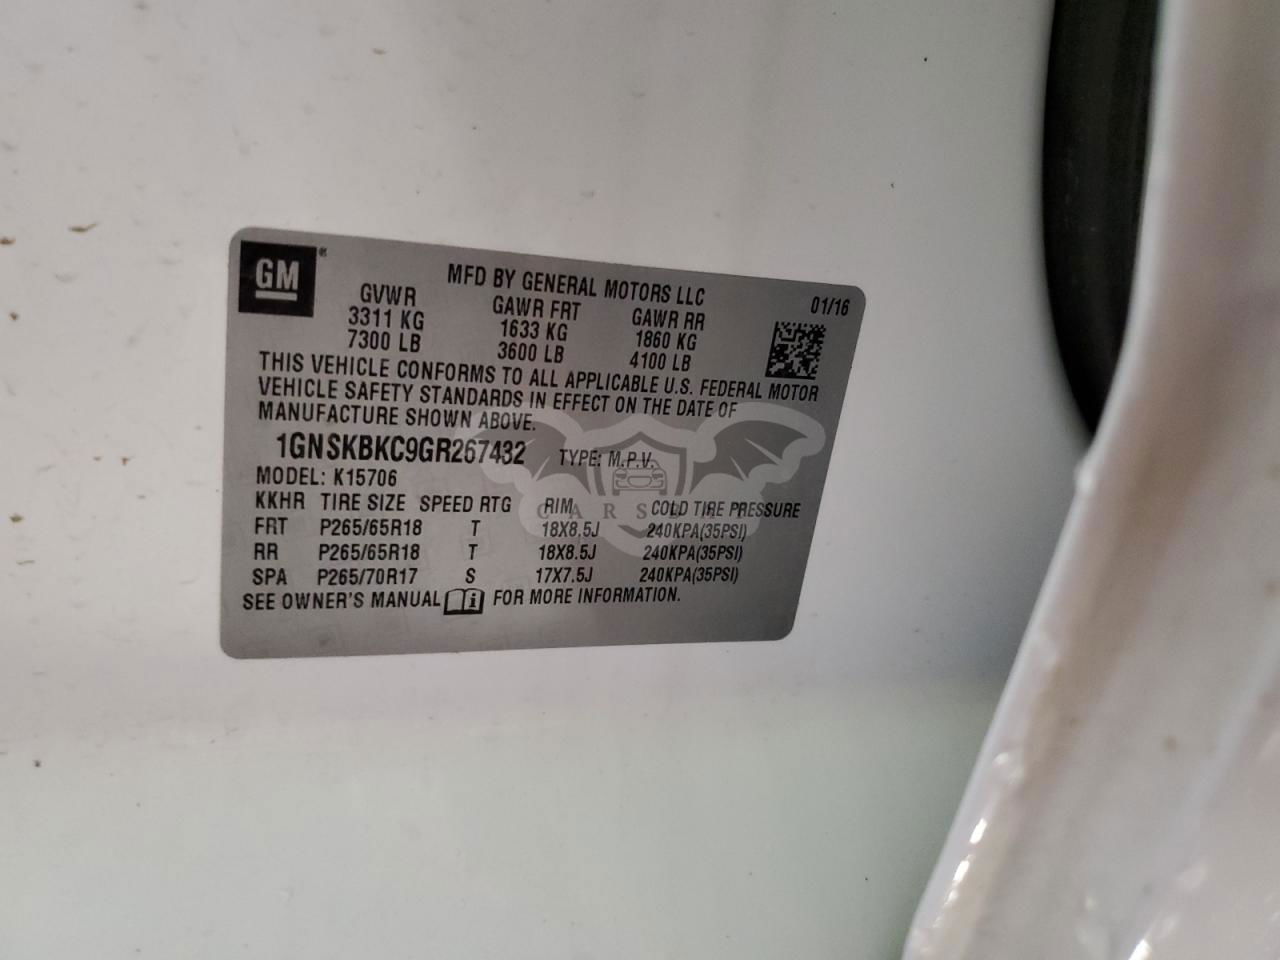 GM ®
MFD BY GENERAL MOTORS LLC 01/16
GVWR GAWR FRT GAWR RR
3311 KG 1633 KG 1860 KG
7300 LB 3600 LB 4100 LB
THIS VEHICLE CONFORMS TO ALL APPLICABLE U.S. FEDERAL MOTOR
VEHICLE SAFETY STANDARDS IN EFFECT ON THE DATE OF
MANUFACTURE SHOWN ABOVE.
1GNSKBKC9GR267432 TYPE: M.P.V.
MODEL: K15706
KKHR TIRE SIZE SPEED RTG RIM COLD TIRE PRESSURE
FRT P265/65R18 T 18X8.5J 240KPA(35PSI)
RR P265/65R18 T 18X8.5J 240KPA(35PSI)
SPA P265/70R17 S 17X7.5J 240KPA(35PSI)
SEE OWNER'S MANUAL FOR MORE INFORMATION.